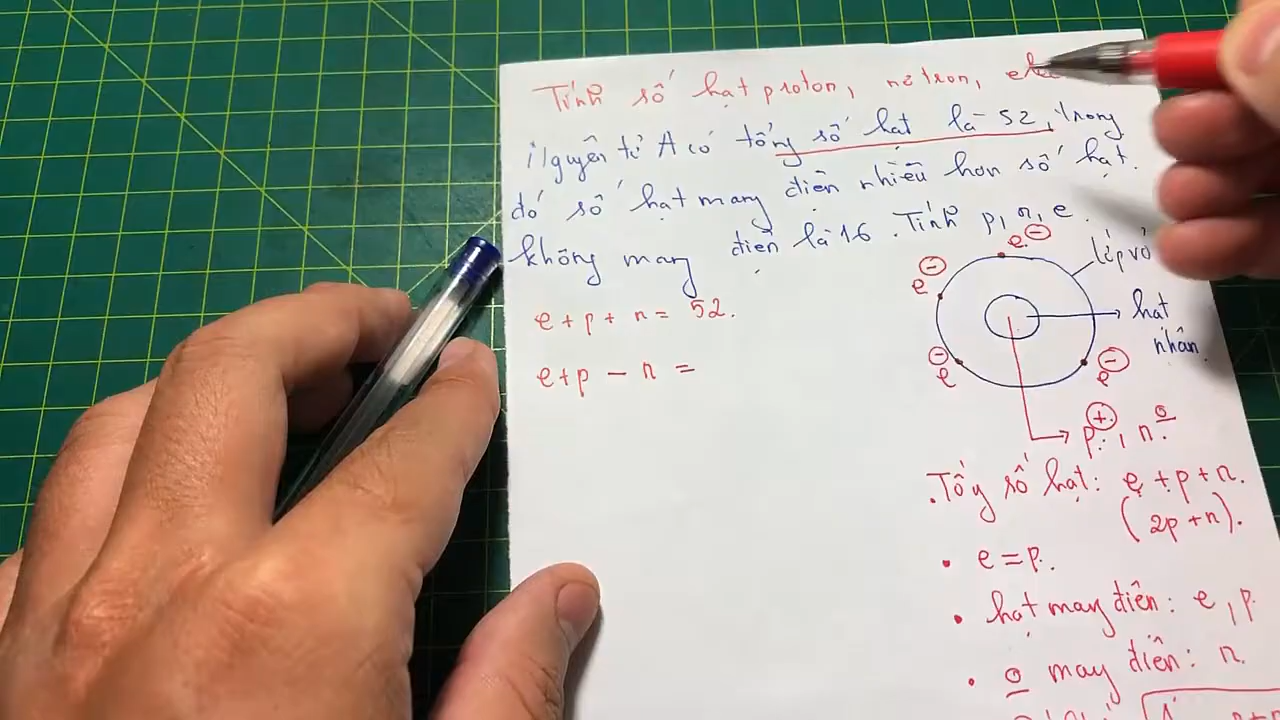 Tính số hạt proton, nơtron,
Nguyên tử A có tổng số hạt là 52, trong
đó số hạt mang điện nhiều hơn số hạt
không mang điện là 16. Tính p, n, e.
e + p + n = 52.
e + p - n =
e -
e -
e -
e -
lớp vỏ
hạt
nhân.
p +, n 0
. Tổng số hạt: e + p + n.
(2p + n).
• e = p.
• hạt mang điện: e, p
• 0 mang điện: n.